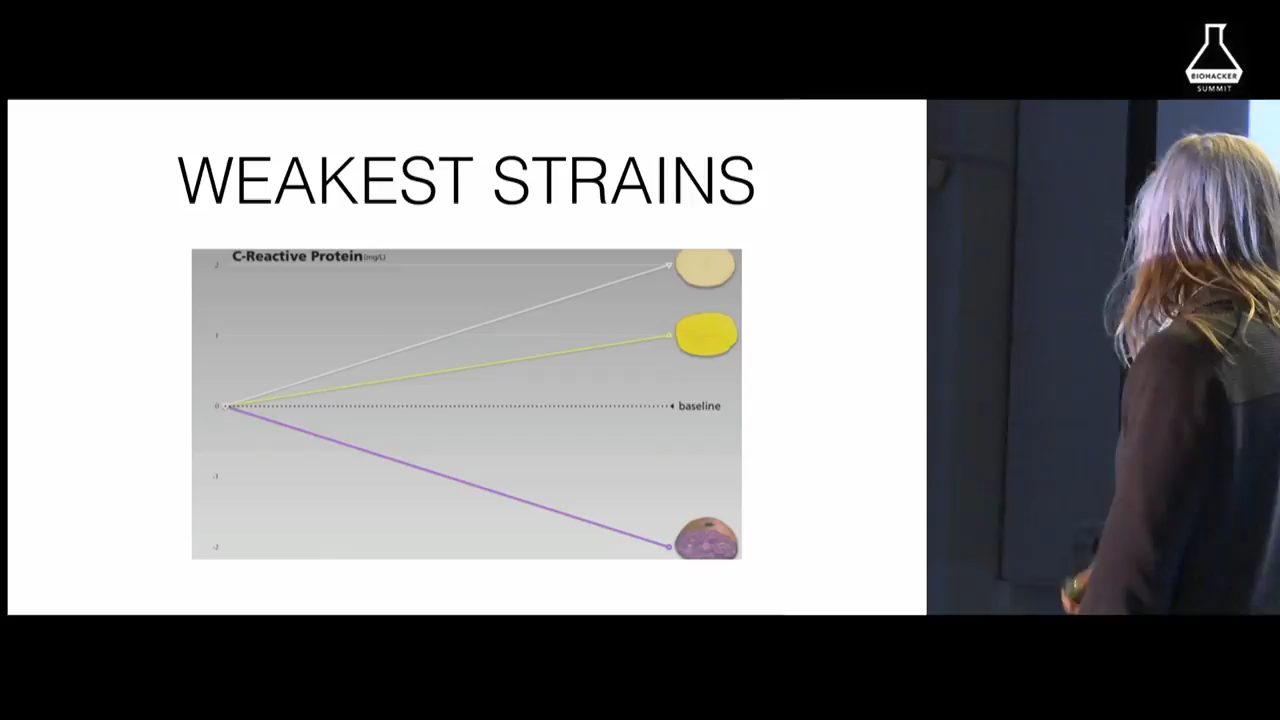 BIOHACKER
SUMMIT
WEAKEST STRAINS
C-Reactive Protein (mg/L)
2
1
0
baseline
-1
-2